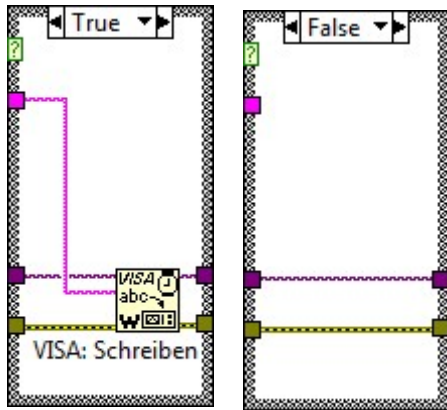 True
False
?
?
VISA
abc
W
VISA: Schreiben